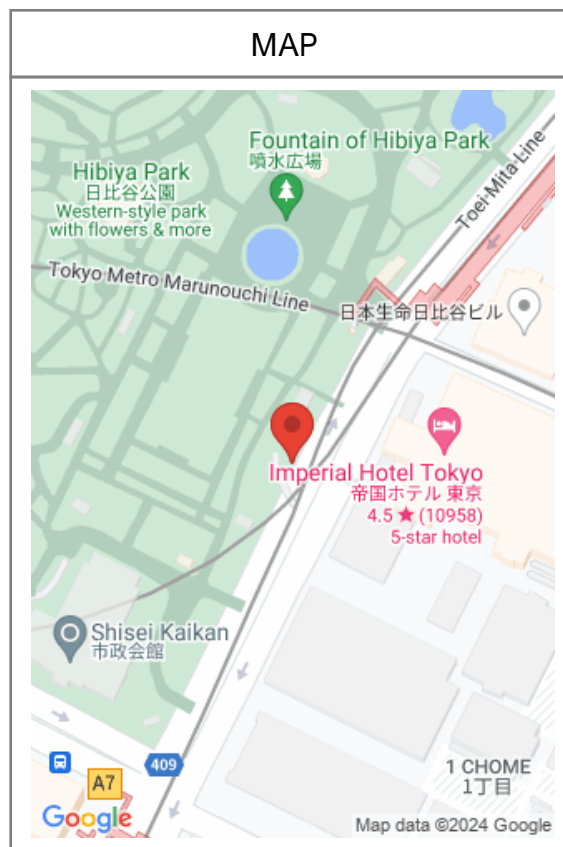 MAP
Fountain of Hibiya Park
噴水広場
Hibiya Park
日比谷公園
Western-style park
with flowers & more
Toei-Mita-Line
Tokyo Metro Marunouchi Line
日本生命日比谷ビル
Imperial Hotel Tokyo
帝国ホテル 東京
4.5 ★ (10958)
5-star hotel
Shisei Kaikan
市政会館
409
1 CHOME
1丁目
A7
Google
Map data ©2024 Google